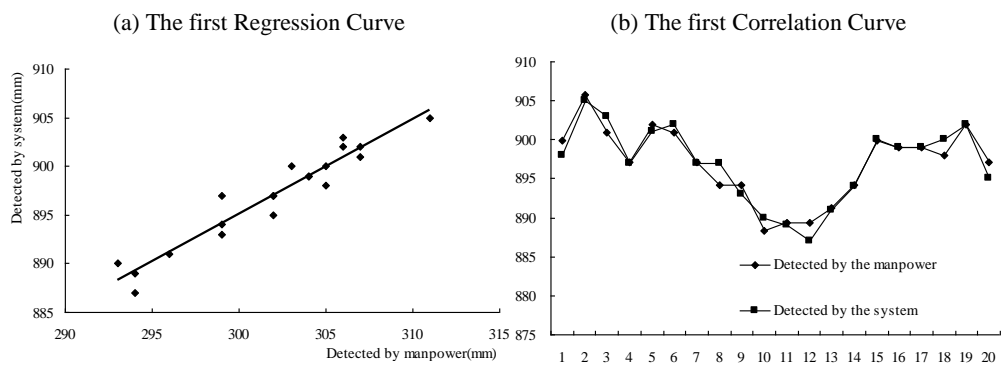 (a) The first Regression Curve
(b) The first Correlation Curve
Detected by system(mm)
910
905
900
895
890
885
290
295
300
305
310
315
Detected by manpower(mm)
910
905
900
895
890
885
880
875
Detected by the manpower
Detected by the system
1 2 3 4 5 6 7 8 9 10 11 12 13 14 15 16 17 18 19 20